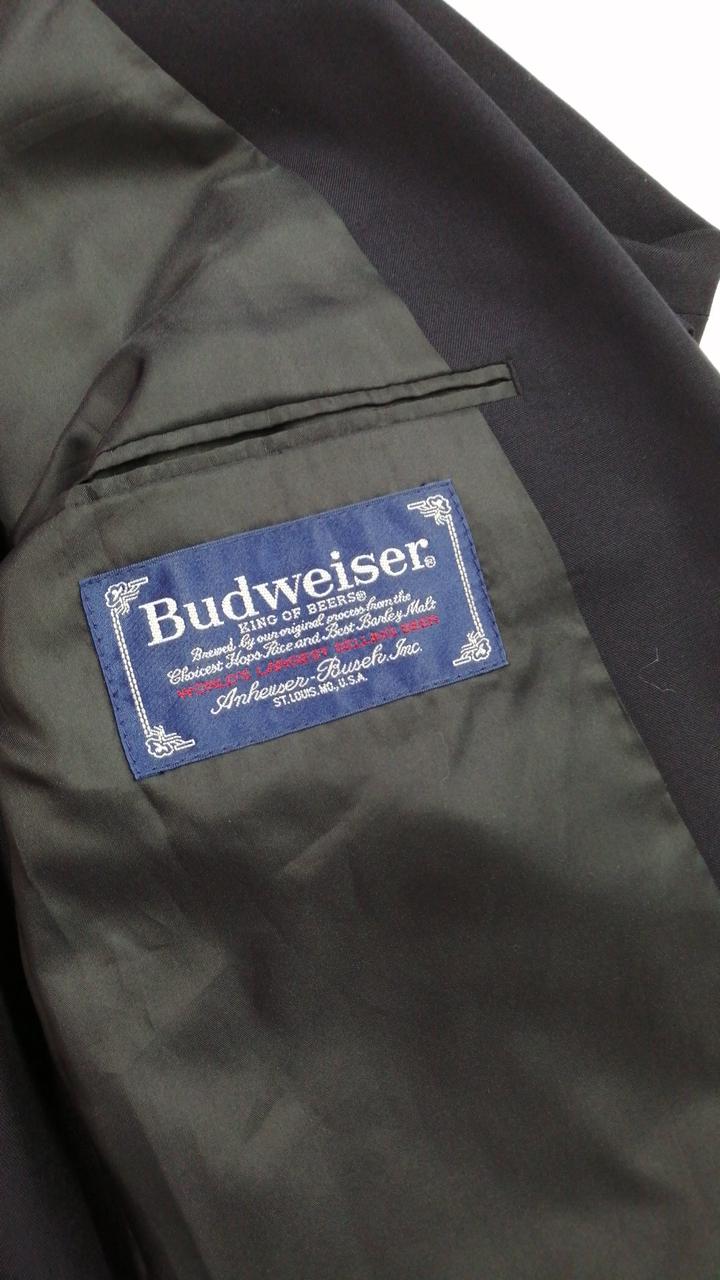 Budweiser®
KING OF BEERS®
Brewed by our original process from the
Choicest Hops, Rice and Best Barley Malt
WORLD'S LARGEST SELLING BEER
Anheuser-Busch, Inc.
ST. LOUIS, MO., U.S.A.